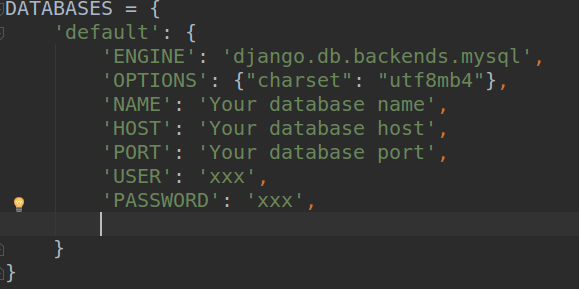 DATABASES = {
    'default': {
        'ENGINE': 'django.db.backends.mysql',
        'OPTIONS': {"charset": "utf8mb4"},
        'NAME': 'Your database name',
        'HOST': 'Your database host',
        'PORT': 'Your database port',
        'USER': 'xxx',
        'PASSWORD': 'xxx',
    }
}